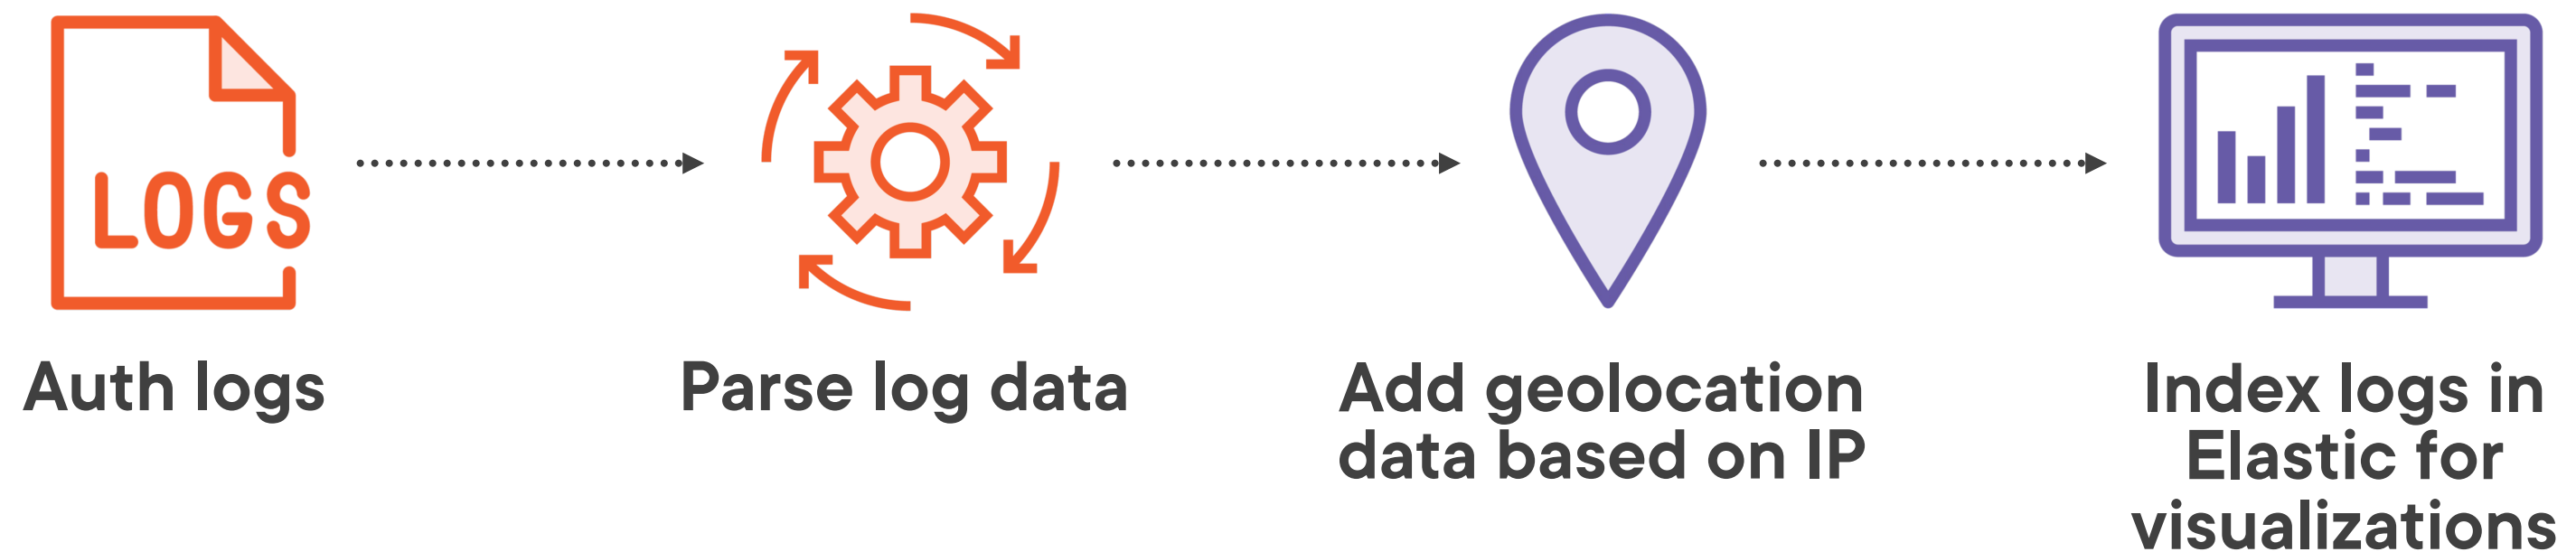 LOGS
Auth logs
Parse log data
Add geolocation
data based on IP
Index logs in
Elastic for
visualizations